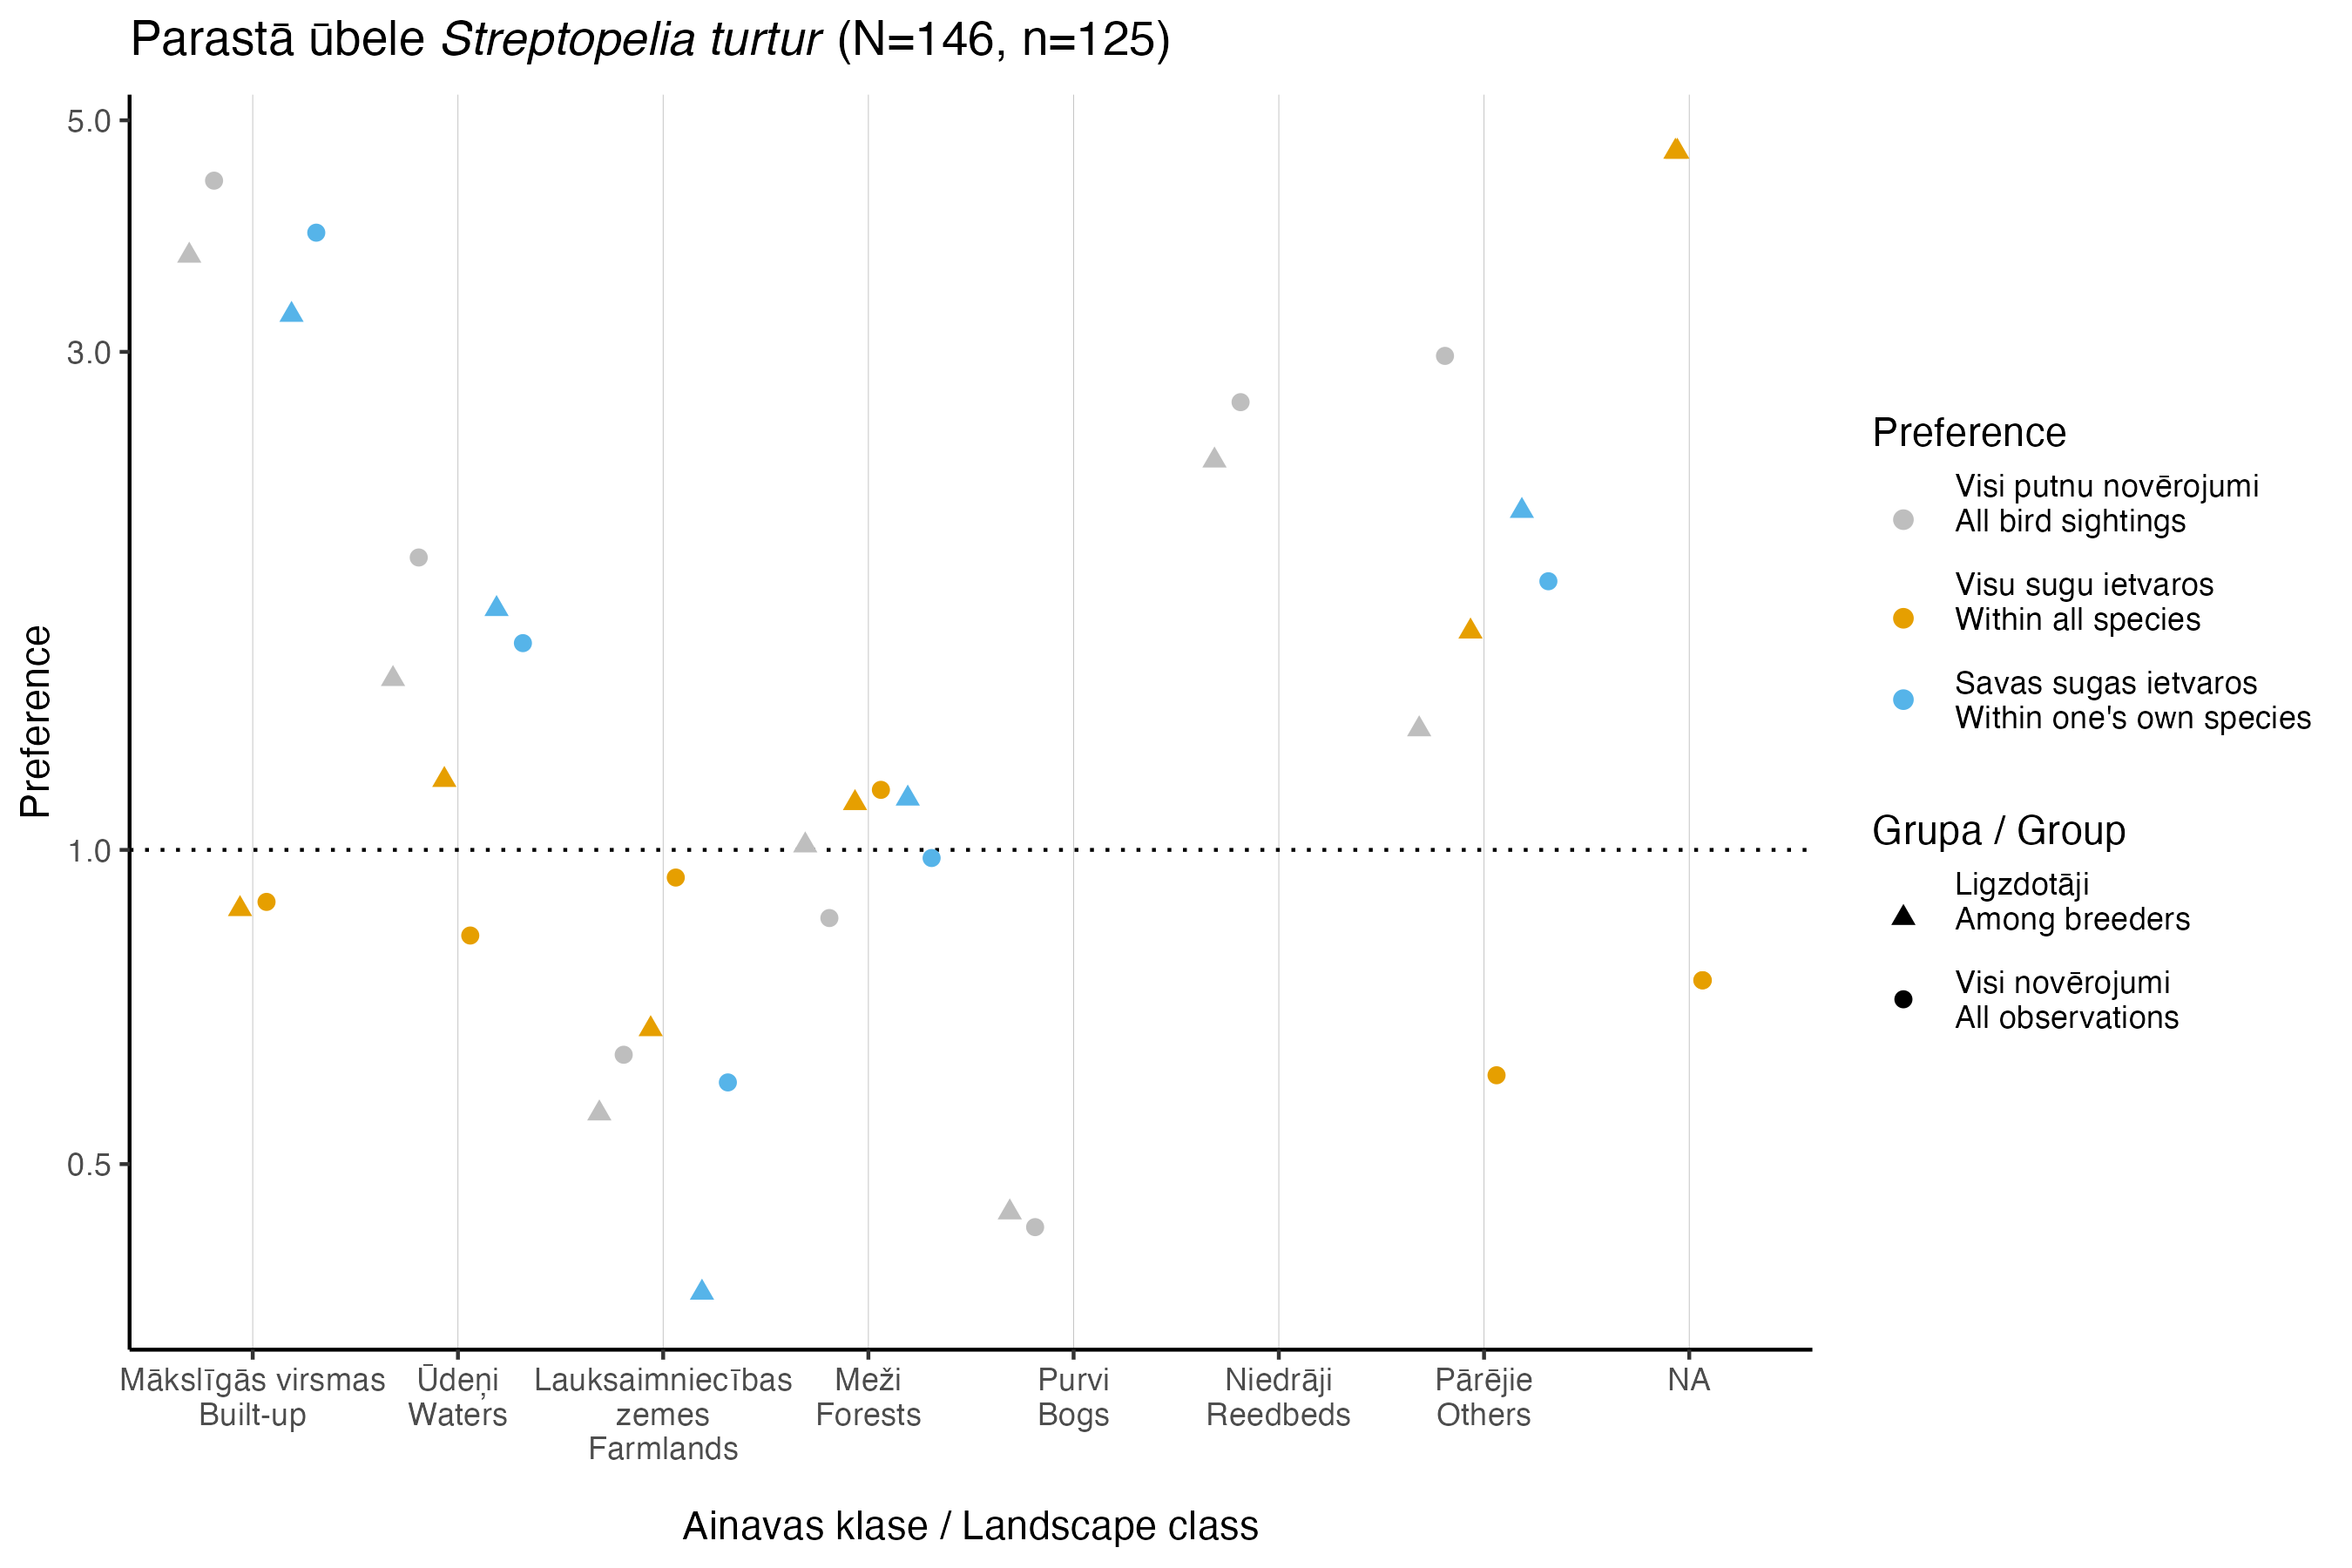 Parastā ūbele Streptopelia turtur (N=146, n=125)
5.0
3.0
1.0
0.5
Preference
Mākslīgās virsmas
Built-up
Ūdeņi
Waters
Lauksaimniecības
zemes
Farmlands
Meži
Forests
Purvi
Bogs
Niedrāji
Reedbeds
Pārējie
Others
NA
Ainavas klase / Landscape class
Preference
Visi putnu novērojumi
All bird sightings
Visu sugu ietvaros
Within all species
Savas sugas ietvaros
Within one's own species
Grupa / Group
Ligzdotāji
Among breeders
Visi novērojumi
All observations